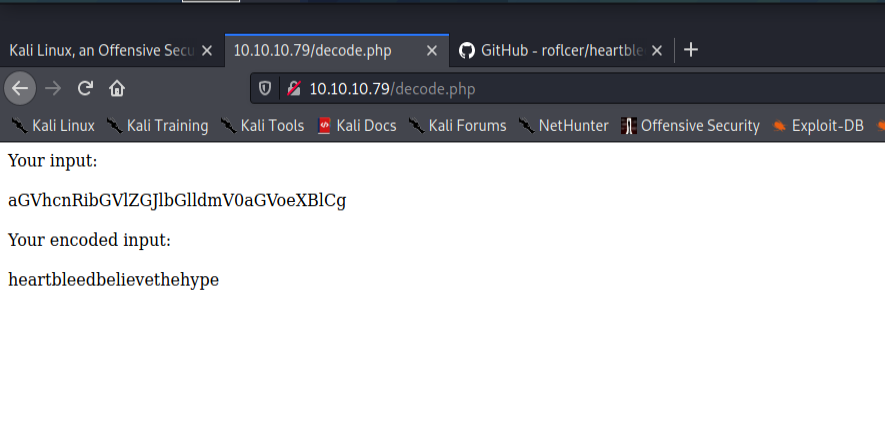 Kali Linux, an Offensive Secu
10.10.10.79/decode.php
GitHub - roflcer/heartble
10.10.10.79/decode.php
Kali Linux Kali Training Kali Tools Kali Docs Kali Forums NetHunter Offensive Security Exploit-DB
Your input:
aGVhcnRibGVlZGJlbGlldmV0aGVoeXBlCg
Your encoded input:
heartbleedbelievethehype